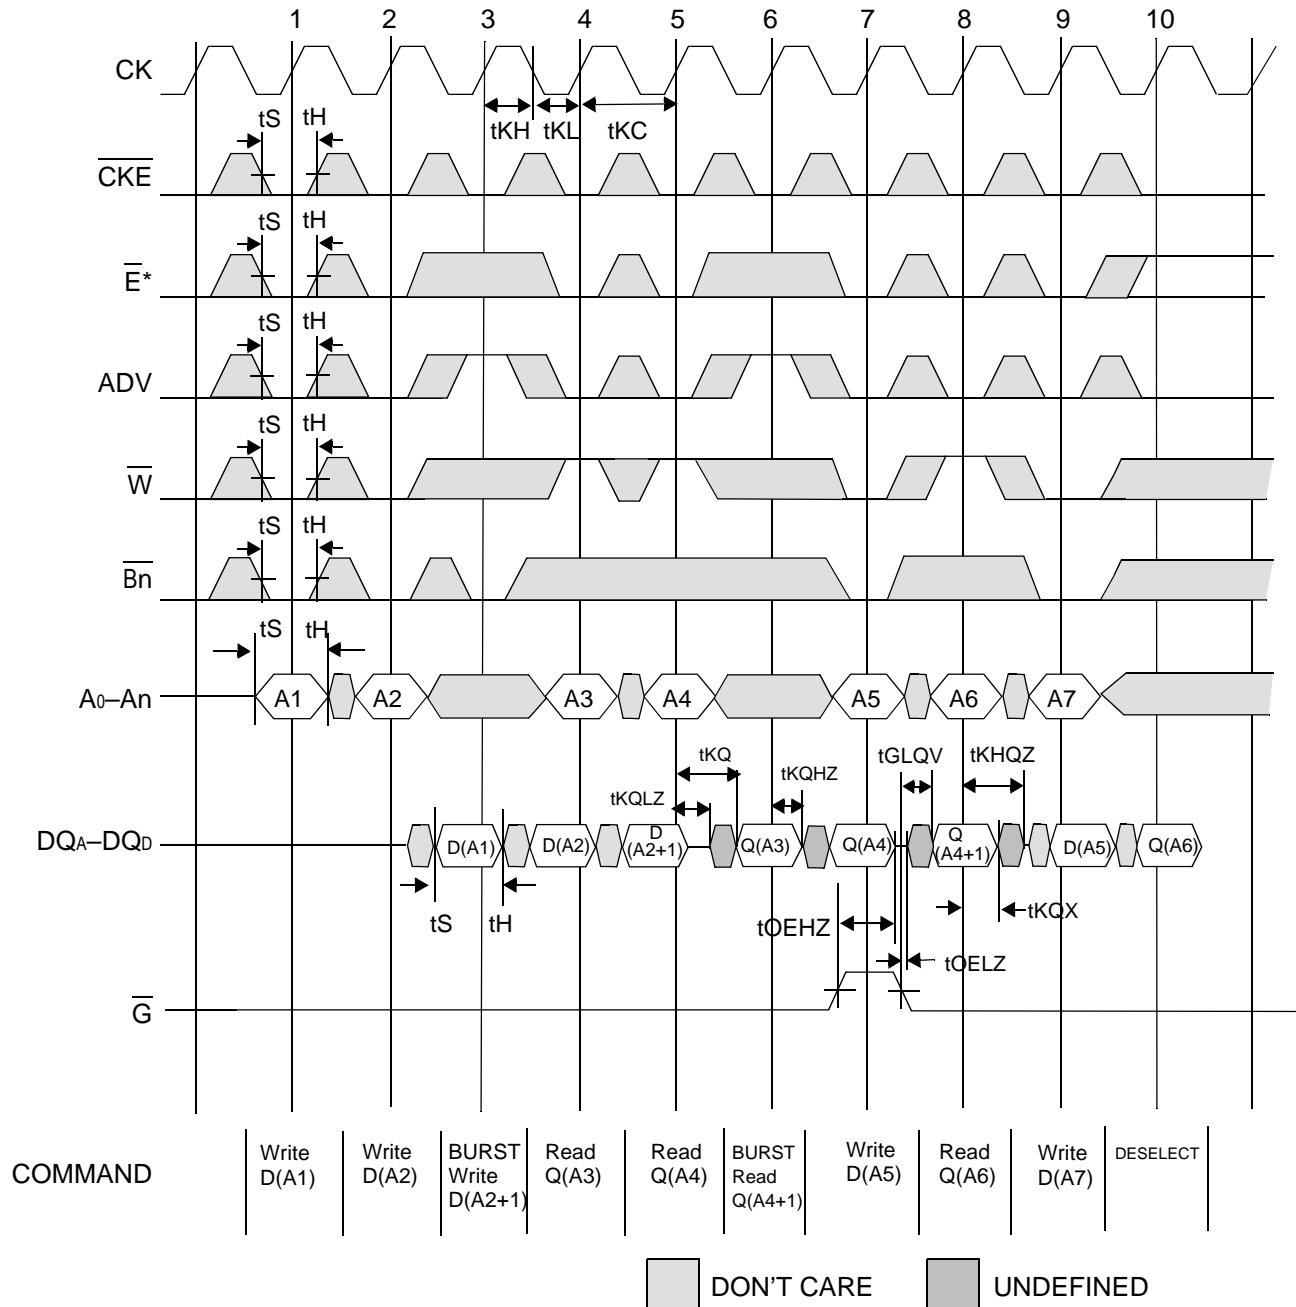 1 2 3 4 5 6 7 8 9 10
CK
tKH tKL tKC
tS tH
CKE
tS tH
E*
tS tH
ADV
tS tH
W
tS tH
Bn
tS tH
A0–An
A1 A2 A3 A4 A5 A6 A7
tKQ
tKQLZ
tKQHZ
tGLQV
tKHQZ
DQA–DQD
D(A1) D(A2) D (A2+1) Q(A3) Q(A4) Q (A4+1) D(A5) Q(A6)
tS tH
tOEHZ
tKQX
tOELZ
G
COMMAND
Write D(A1)
Write D(A2)
BURST Write D(A2+1)
Read Q(A3)
Read Q(A4)
BURST Read Q(A4+1)
Write D(A5)
Read Q(A6)
Write D(A7)
DESELECT
DON'T CARE
UNDEFINED